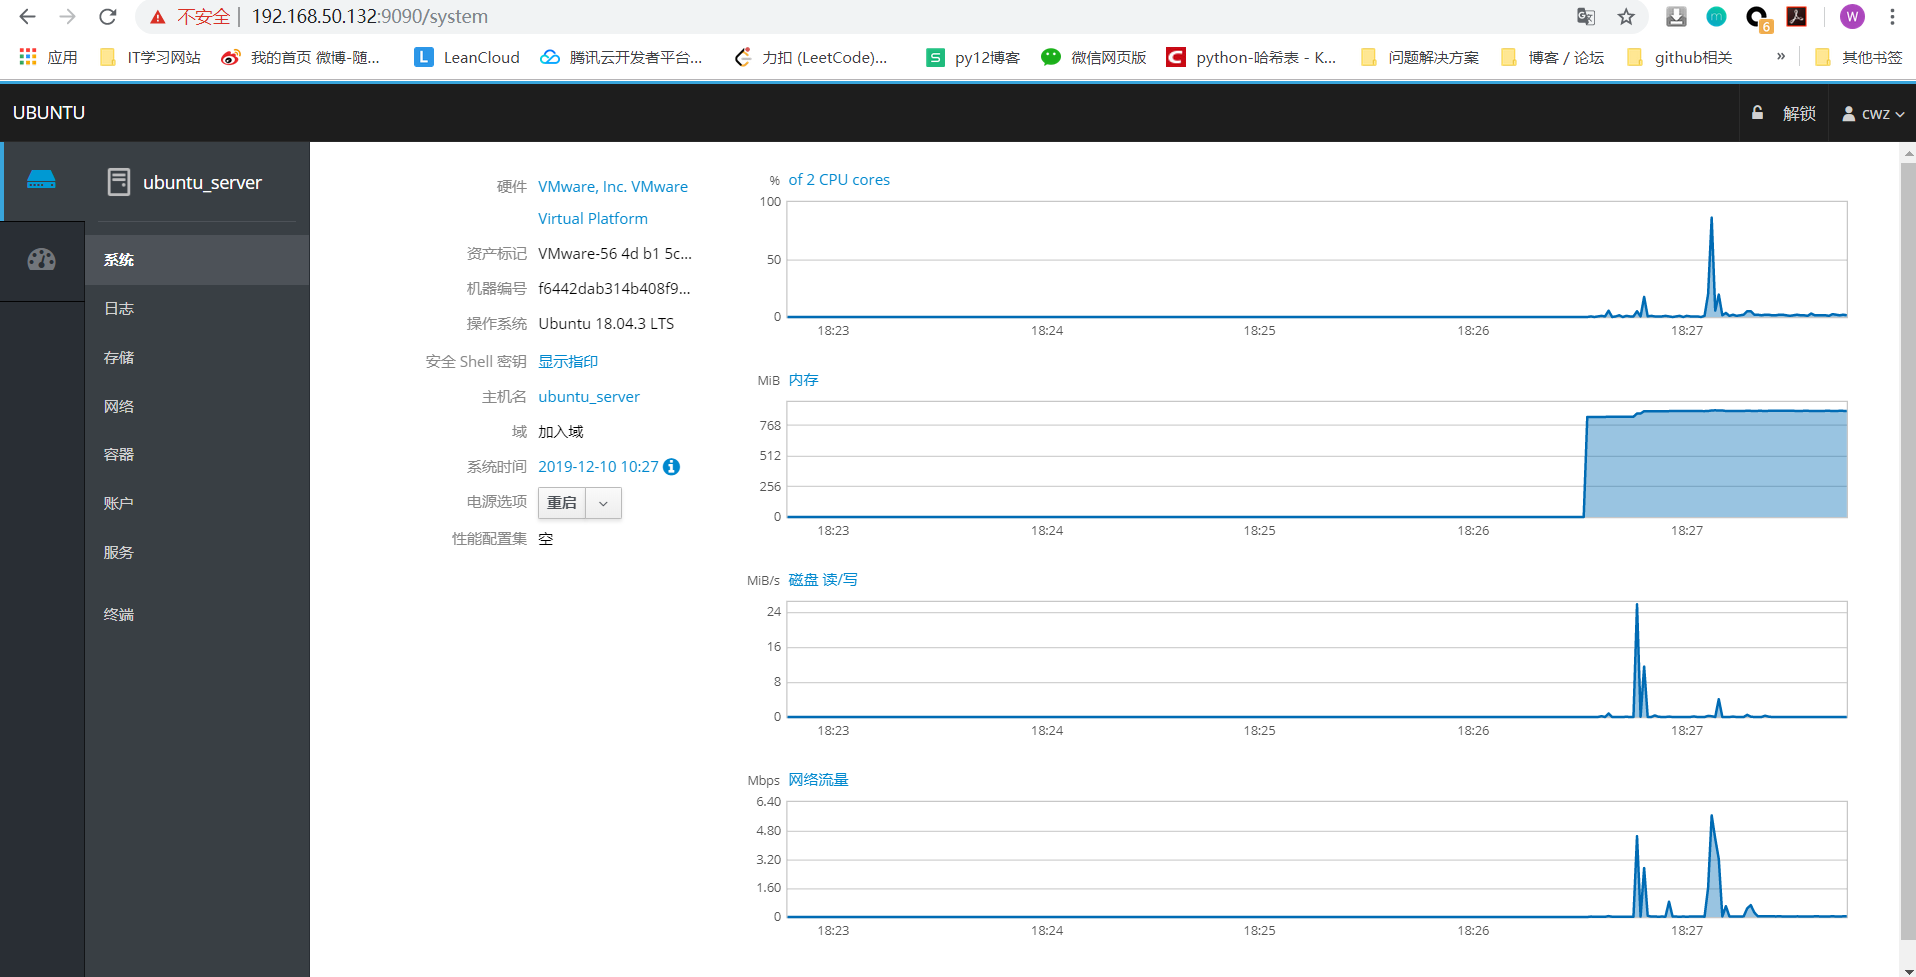 不安全 192.168.50.132:9090/system
应用 IT学习网站 我的首页 微博-随... LeanCloud 腾讯云开发者平台... 力扣 (LeetCode)... py12博客 微信网页版 python-哈希表 - K... 问题解决方案 博客 / 论坛 github相关 » 其他书签
UBUNTU 解锁 cwz
ubuntu_server
系统
日志
存储
网络
容器
账户
服务
终端
硬件 VMware, Inc. VMware
Virtual Platform
资产标记 VMware-56 4d b1 5c...
机器编号 f6442dab314b408f9...
操作系统 Ubuntu 18.04.3 LTS
安全 Shell 密钥 显示指印
主机名 ubuntu_server
域 加入域
系统时间 2019-12-10 10:27
电源选项 重启
性能配置集 空
% of 2 CPU cores
100
50
0
18:23 18:24 18:25 18:26 18:27
MiB 内存
768
512
256
0
18:23 18:24 18:25 18:26 18:27
MiB/s 磁盘 读/写
24
16
8
0
18:23 18:24 18:25 18:26 18:27
Mbps 网络流量
6.40
4.80
3.20
1.60
0
18:23 18:24 18:25 18:26 18:27
W
6
m
L
S
C